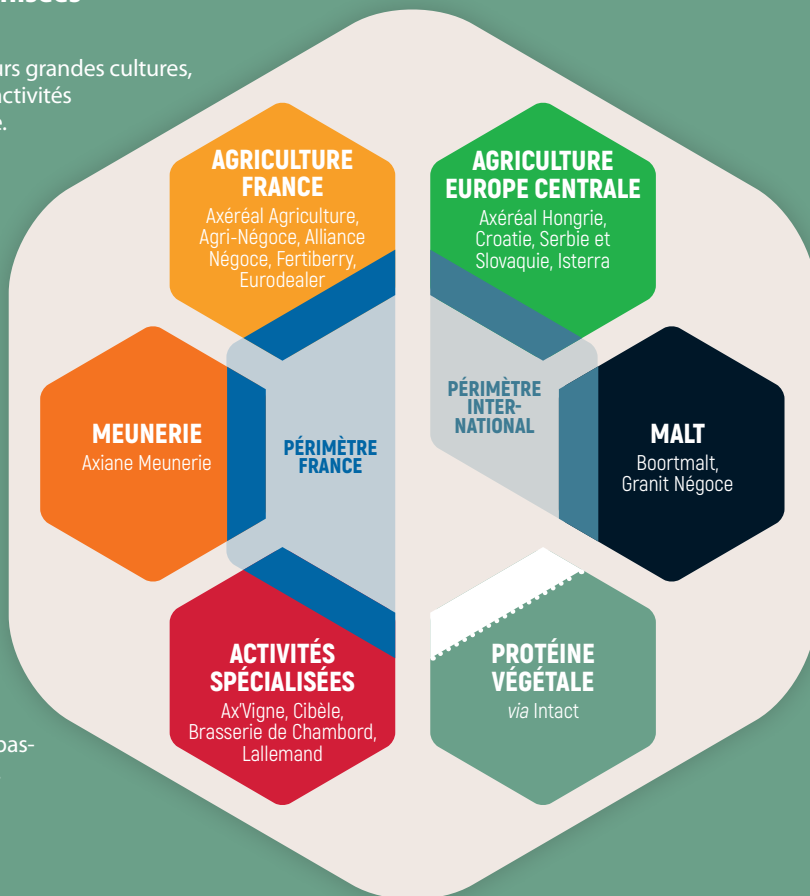 urs grandes cultures,
activités
AGRICULTURE
FRANCE
Axéréal Agriculture,
Agri-Négoce, Alliance
Négoce, Fertiberry,
Eurodealer
AGRICULTURE
EUROPE CENTRALE
Axéréal Hongrie,
Croatie, Serbie et
Slovaquie, Isterra
MEUNERIE
Axiane Meunerie
PÉRIMÈTRE
FRANCE
PÉRIMÈTRE
INTER-
NATIONAL
MALT
Boortmalt,
Granit Négoce
ACTIVITÉS
SPÉCIALISÉES
Ax'Vigne, Cibèle,
Brasserie de Chambord,
Lallemand
PROTÉINE
VÉGÉTALE
via Intact
pas-